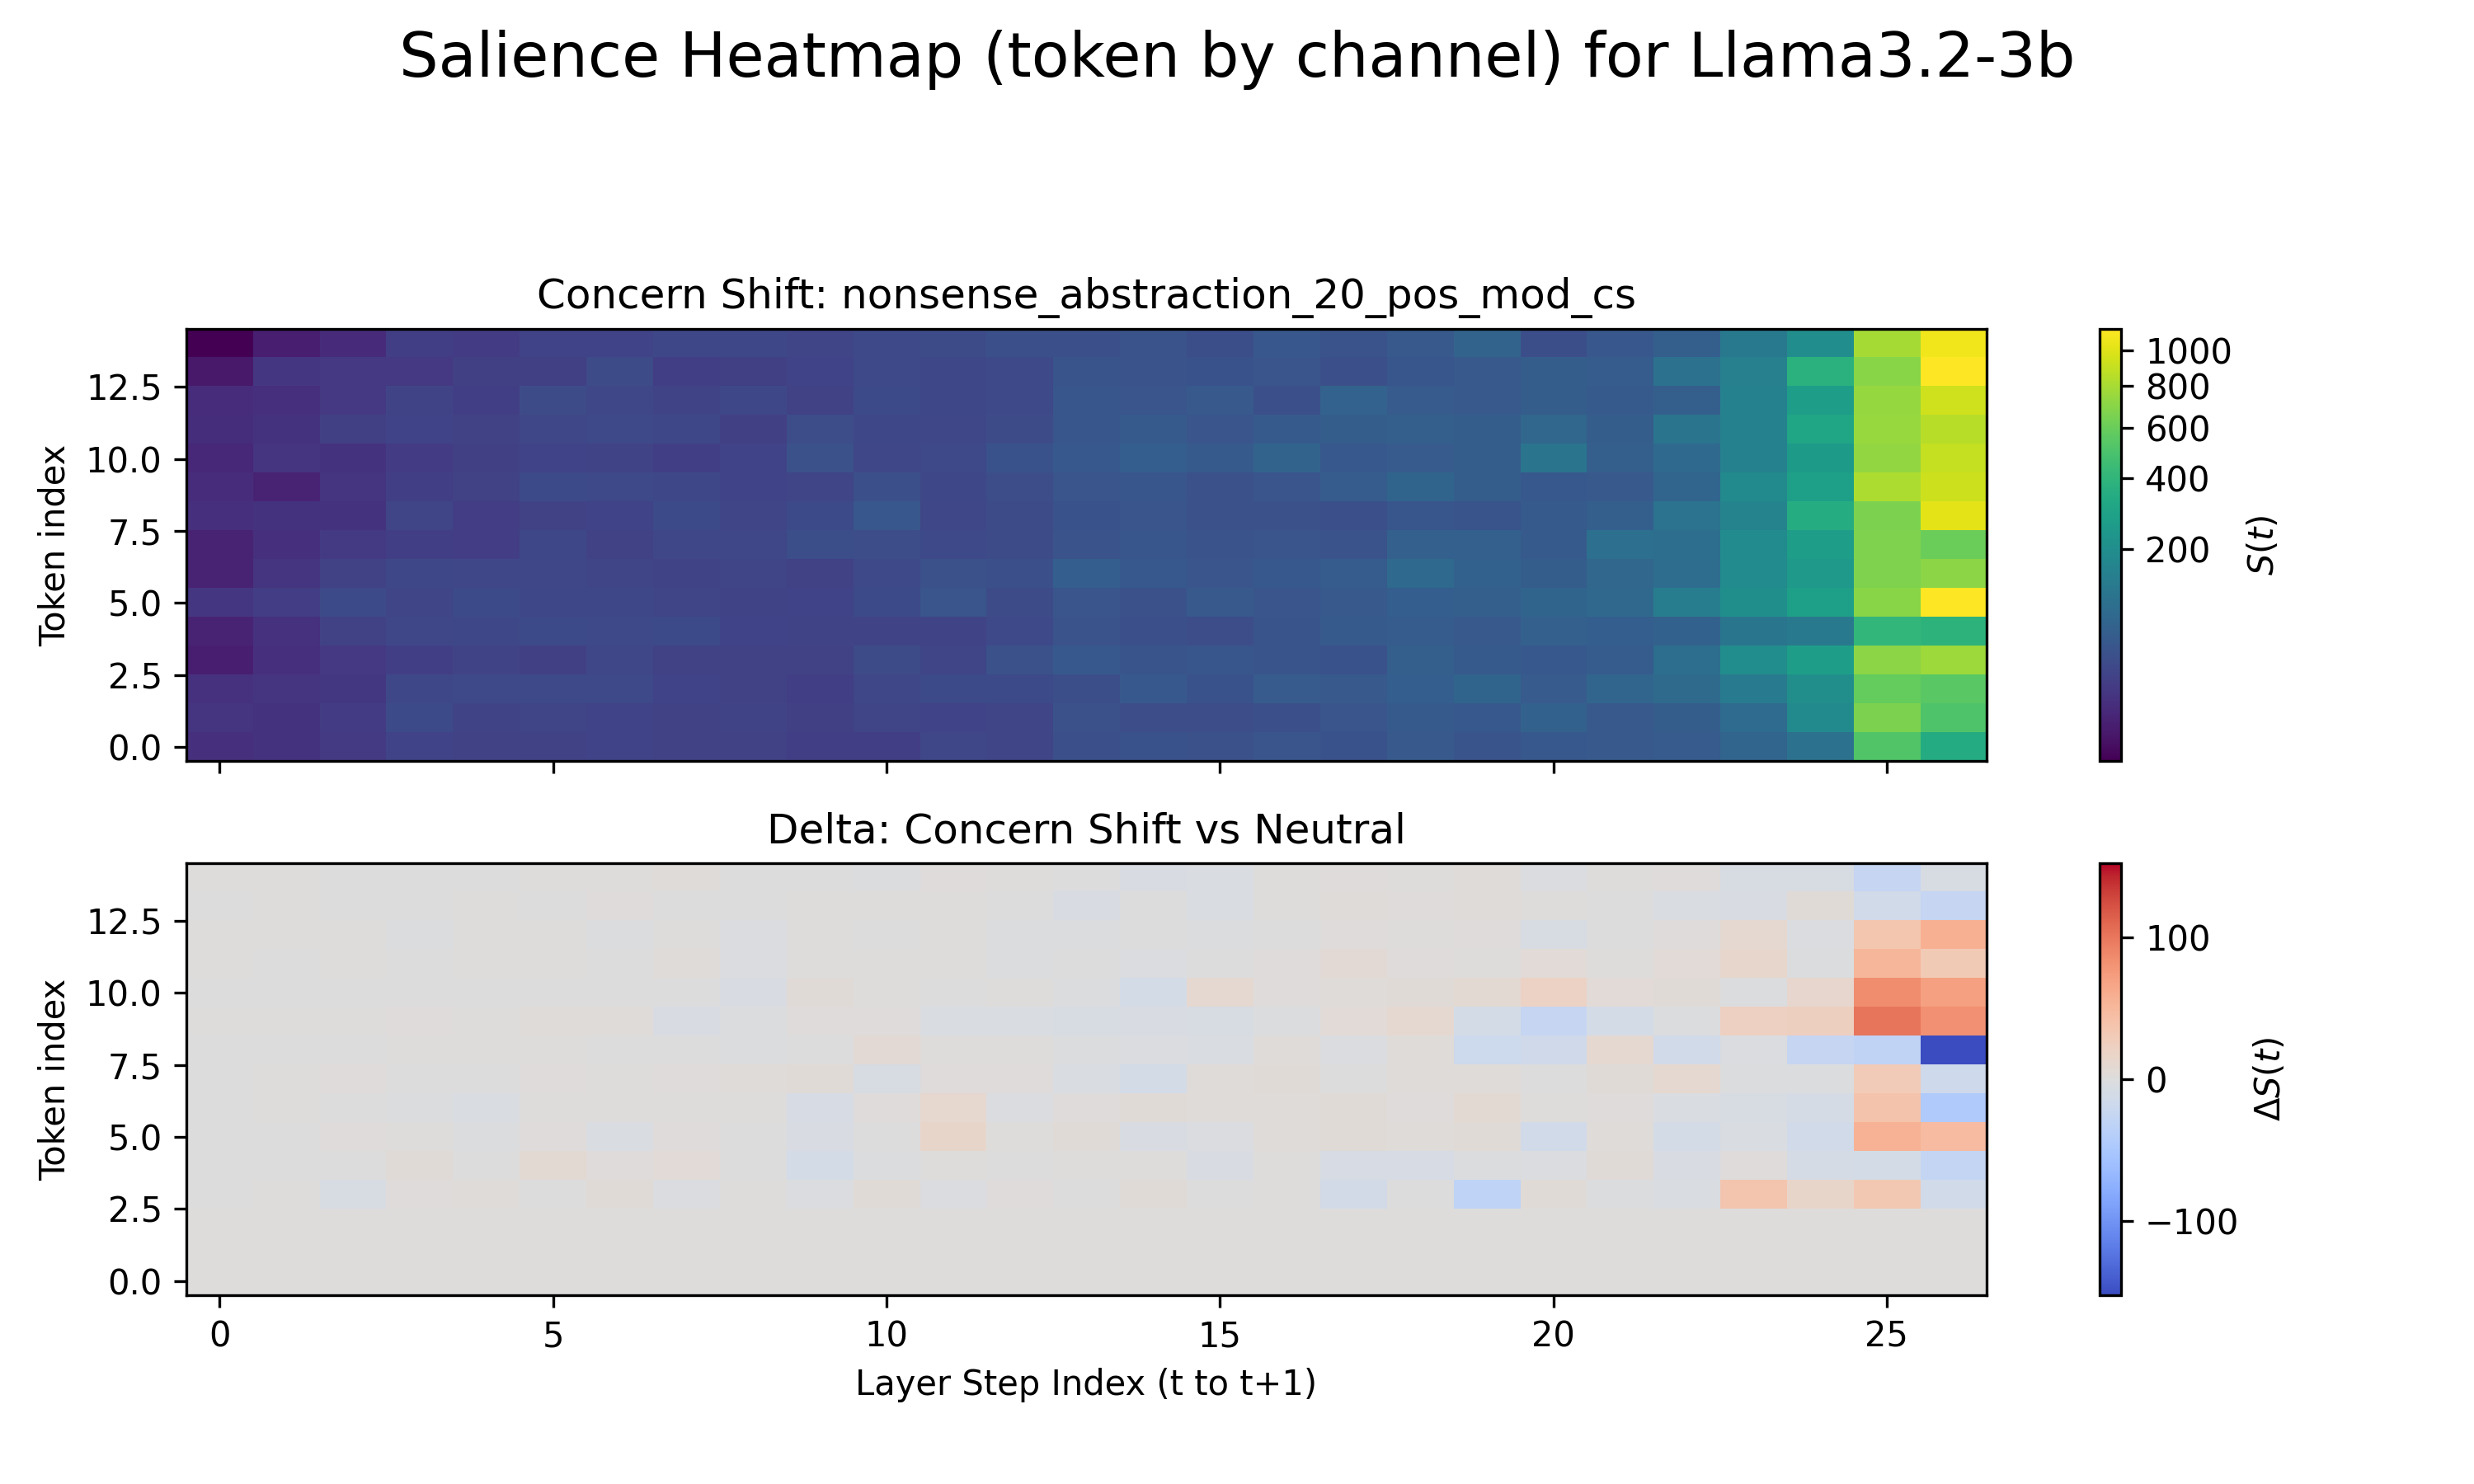 Salience Heatmap (token by channel) for Llama3.2-3b
Concern Shift: nonsense_abstraction_20_pos_mod_cs
Token index
12.5
10.0
7.5
5.0
2.5
0.0
1000
800
600
400
200
S(t)
Delta: Concern Shift vs Neutral
Token index
12.5
10.0
7.5
5.0
2.5
0.0
0 5 10 15 20 25
Layer Step Index (t to t+1)
100
0
−100
ΔS(t)